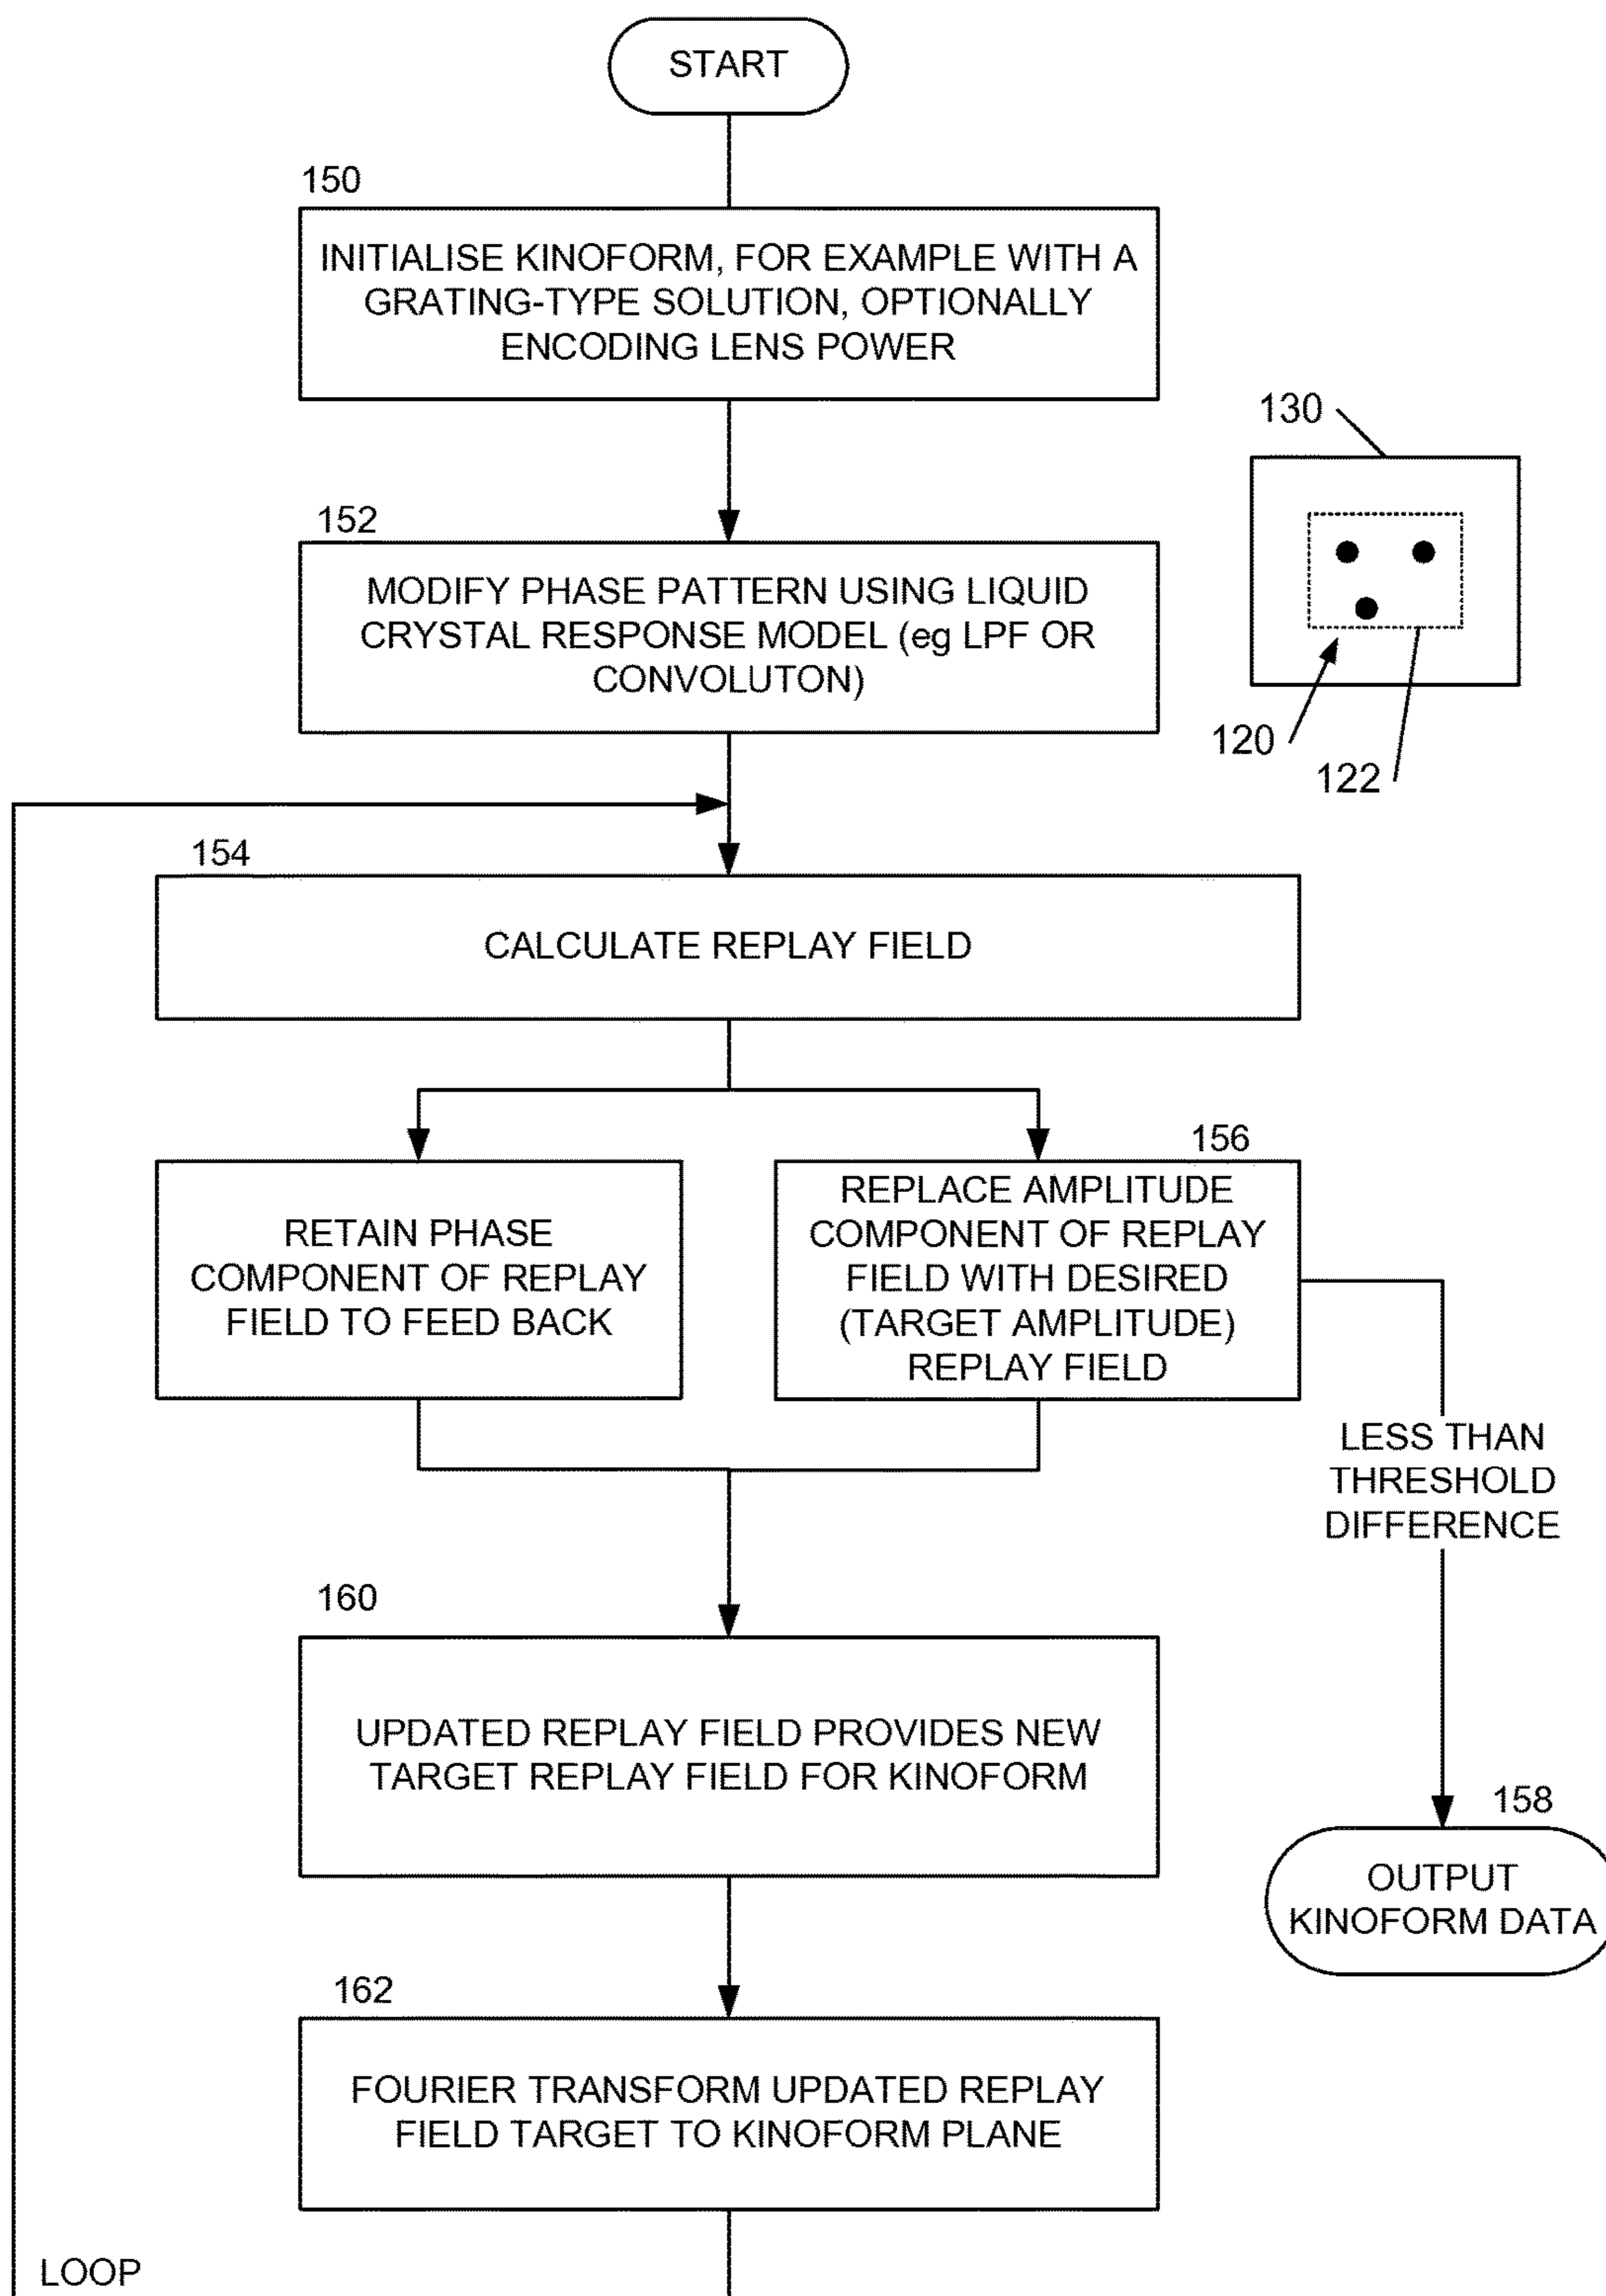 START
150
INITIALISE KINOFORM, FOR EXAMPLE WITH A
GRATING-TYPE SOLUTION, OPTIONALLY
ENCODING LENS POWER
130
152
MODIFY PHASE PATTERN USING LIQUID
CRYSTAL RESPONSE MODEL (eg LPF OR
CONVOLUTON)
120
122
154
CALCULATE REPLAY FIELD
RETAIN PHASE
COMPONENT OF REPLAY
FIELD TO FEED BACK
156
REPLACE AMPLITUDE
COMPONENT OF REPLAY
FIELD WITH DESIRED
(TARGET AMPLITUDE)
REPLAY FIELD
LESS THAN
THRESHOLD
DIFFERENCE
160
UPDATED REPLAY FIELD PROVIDES NEW
TARGET REPLAY FIELD FOR KINOFORM
158
OUTPUT
KINOFORM DATA
162
FOURIER TRANSFORM UPDATED REPLAY
FIELD TARGET TO KINOFORM PLANE
LOOP